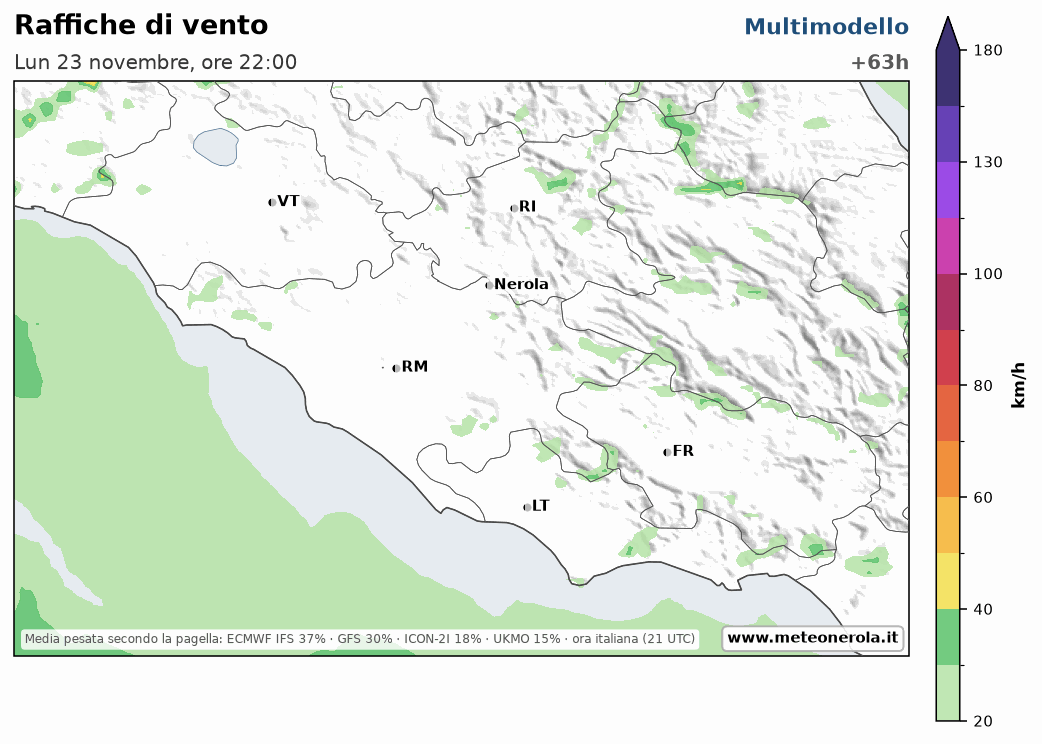 Raffiche di vento
Multimodello
Lun 23 novembre, ore 22:00
+63h
VT
RI
Nerola
RM
FR
LT
Media pesata secondo la pagella: ECMWF IFS 37% · GFS 30% · ICON-2I 18% · UKMO 15% · ora italiana (21 UTC)
www.meteonerola.it
180
130
100
80
60
40
20
km/h